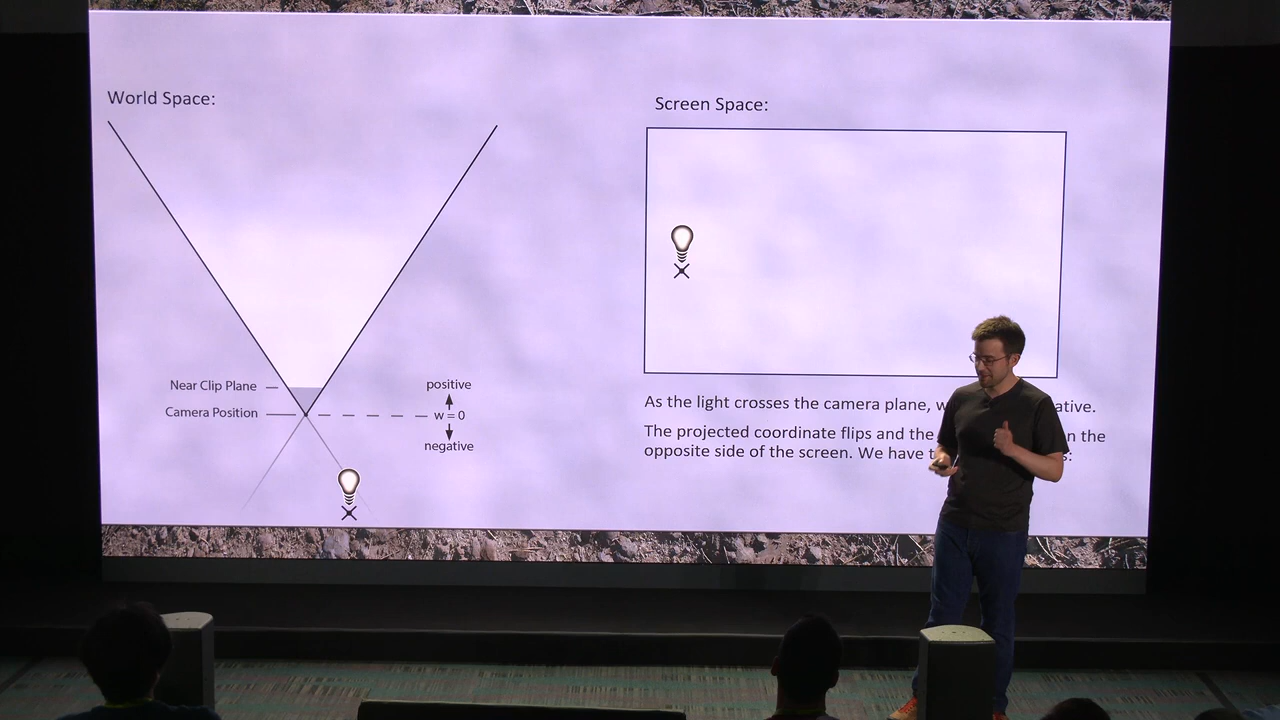 World Space:
Near Clip Plane
Camera Position
positive
w = 0
negative
Screen Space:
As the light crosses the camera plane, w ative.
The projected coordinate flips and the n the
opposite side of the screen. We have t s: